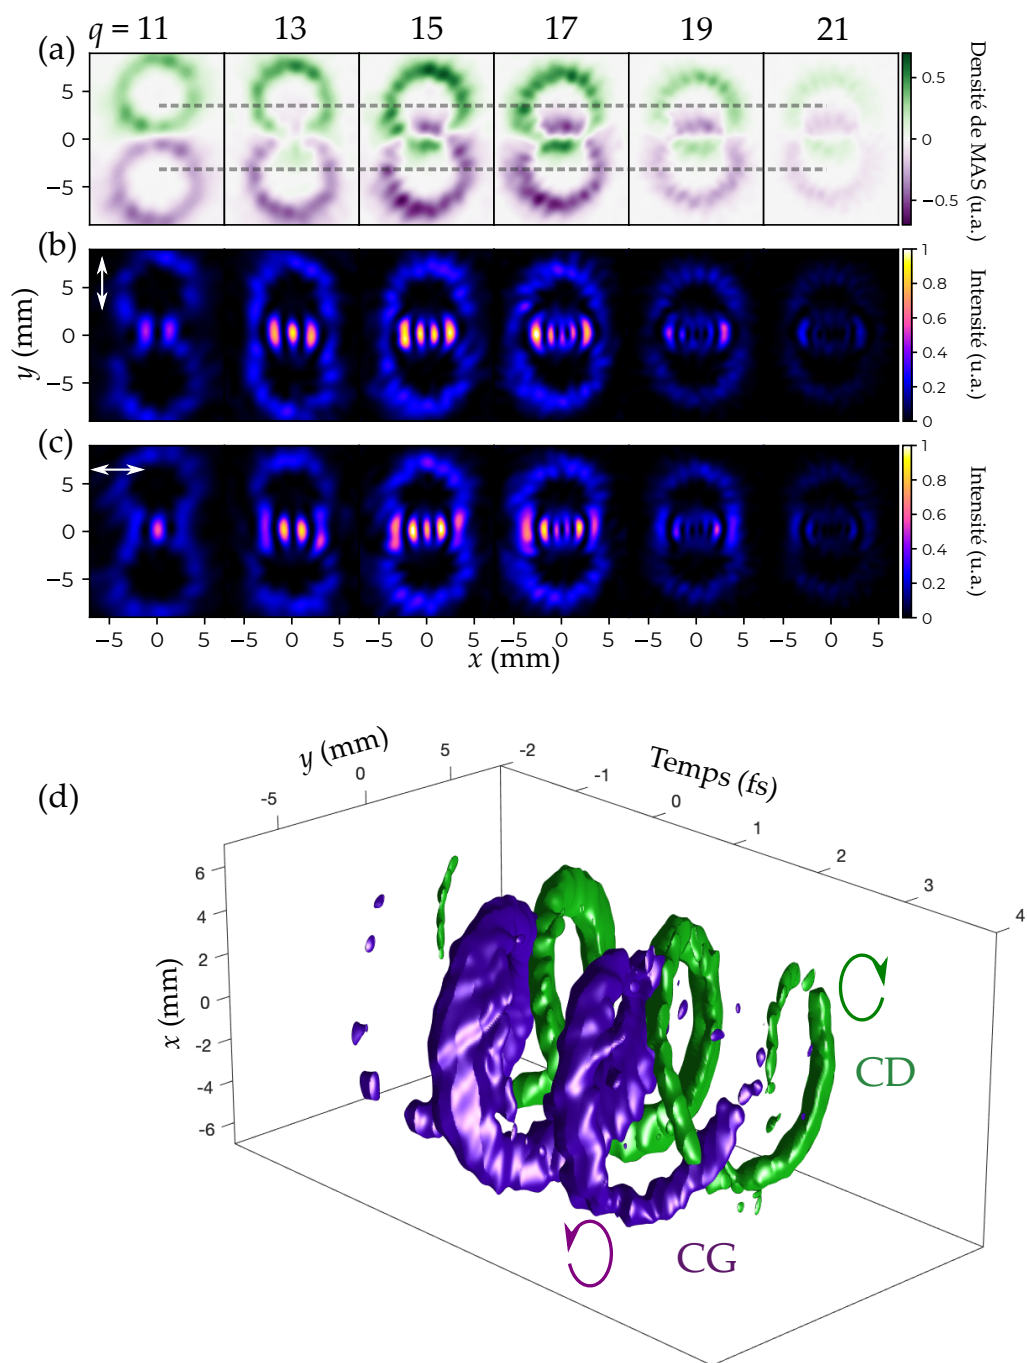 q = 11 13 15 17 19 21
(a)
5
0
−5
0.5
0
−0.5
Densité de MAS (u.a.)
(b)
5
0
−5
y (mm)
1
0.8
0.6
0.4
0.2
0
Intensité (u.a.)
(c)
5
0
−5
1
0.8
0.6
0.4
0.2
0
Intensité (u.a.)
−5 0 5 −5 0 5 −5 0 5 −5 0 5 −5 0 5 −5 0 5
x (mm)
(d)
y (mm)
-5 0 5
Temps (fs)
-2 -1 0 1 2 3 4
x (mm)
6
4
2
0
-2
-4
-6
CD
CG